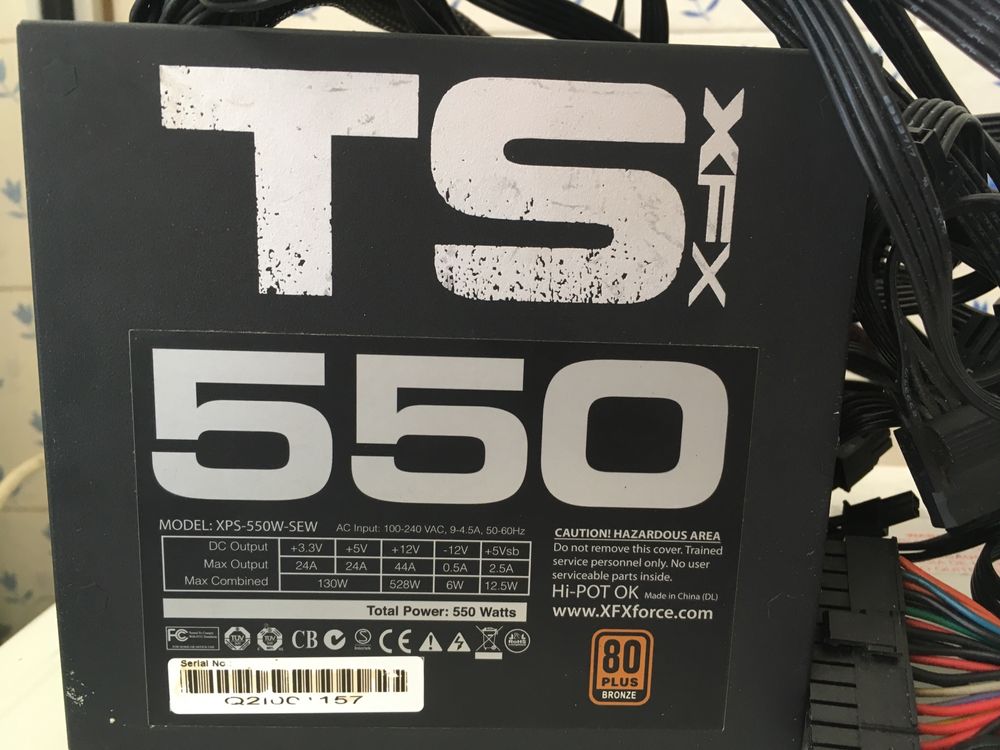 TS
XFX
550
MODEL: XPS-550W-SEW AC Input: 100-240 VAC, 9-4.5A, 50-60Hz
DC Output +3.3V +5V +12V -12V +5Vsb
Max Output 24A 24A 44A 0.5A 2.5A
Max Combined 130W 528W 6W 12.5W
Total Power: 550 Watts
CAUTION! HAZARDOUS AREA
Do not remove this cover. Trained
service personnel only. No user
serviceable parts inside.
Hi-POT OK Made in China (DL)
www.XFXforce.com
FC TÜV TÜV CB CE RoHS
Serial No
80
PLUS
BRONZE